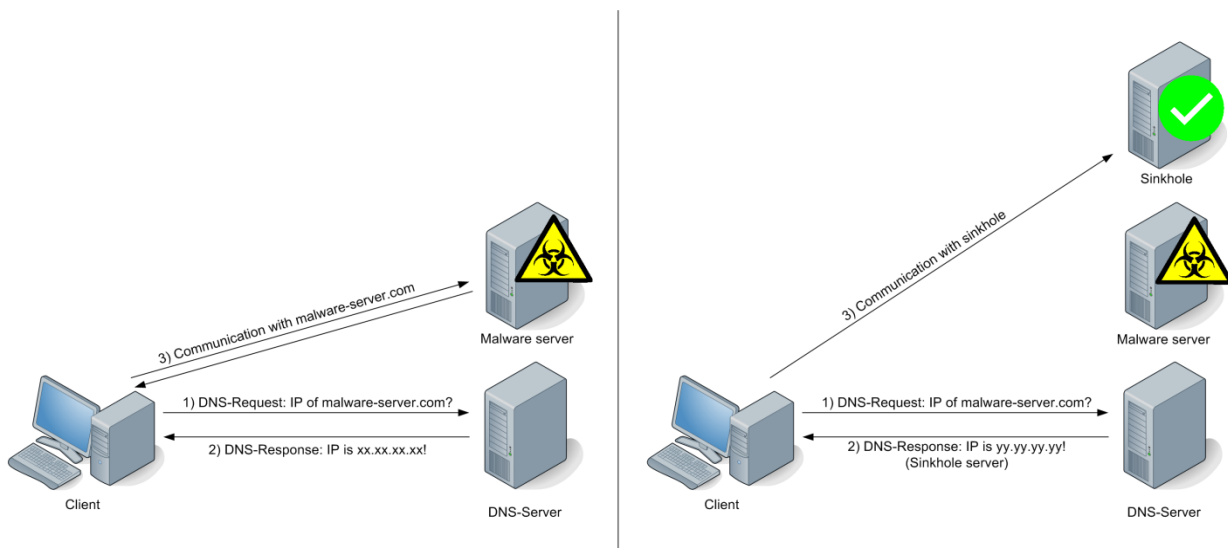 3) Communication with malware-server.com
Malware server
1) DNS-Request: IP of malware-server.com?
2) DNS-Response: IP is xx.xx.xx.xx!
Client
DNS-Server
Sinkhole
3) Communication with sinkhole
Malware server
1) DNS-Request: IP of malware-server.com?
2) DNS-Response: IP is yy.yy.yy.yy!
(Sinkhole server)
Client
DNS-Server